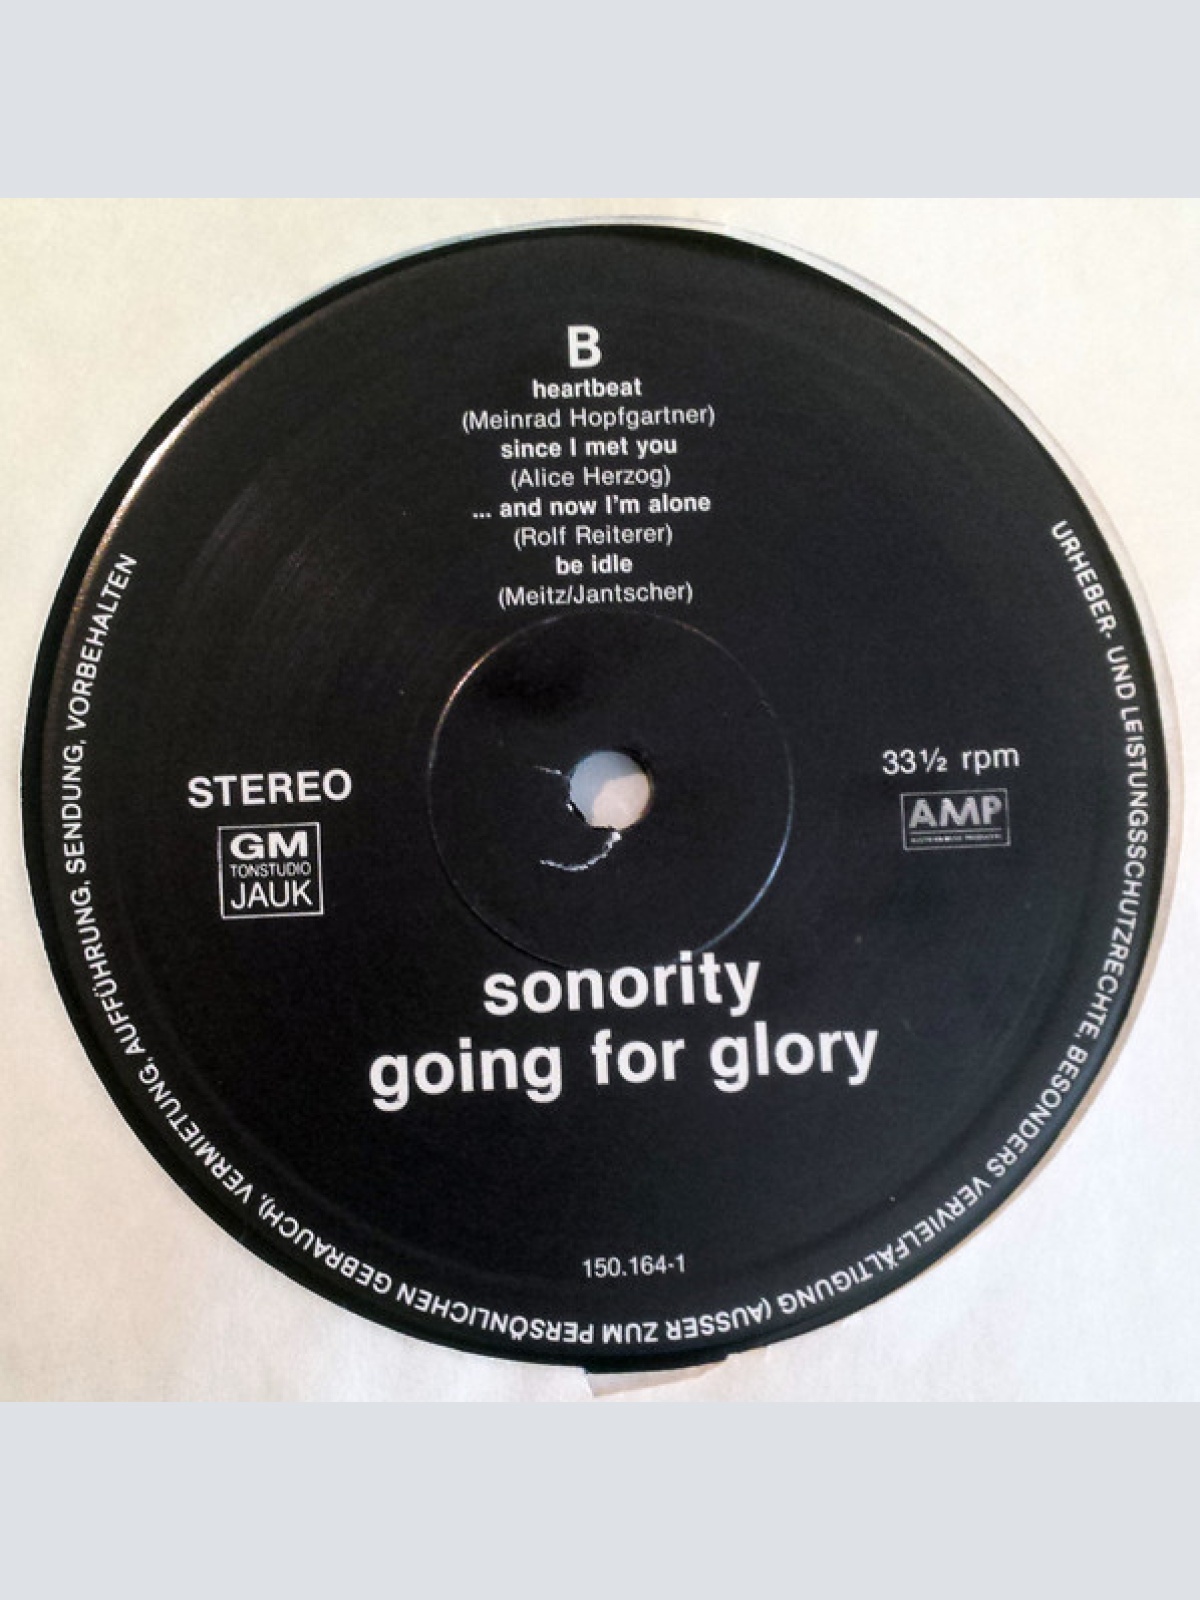 B
heartbeat
(Meinrad Hopfgartner)
since I met you
(Alice Herzog)
... and now I'm alone
(Rolf Reiterer)
be idle
(Meitz/Jantscher)
STEREO
GM
TONSTUDIO
JAUK
33½ rpm
AMP
sonority
going for glory
150.164-1
URHEBER- UND LEISTUNGSSCHUTZRECHTE, BESONDERS VERVIELFÄLTIGUNG (AUSSER ZUM PERSÖNLICHEN GEBRAUCH), VERMIETUNG, AUFFÜHRUNG, SENDUNG, VORBEHALTEN